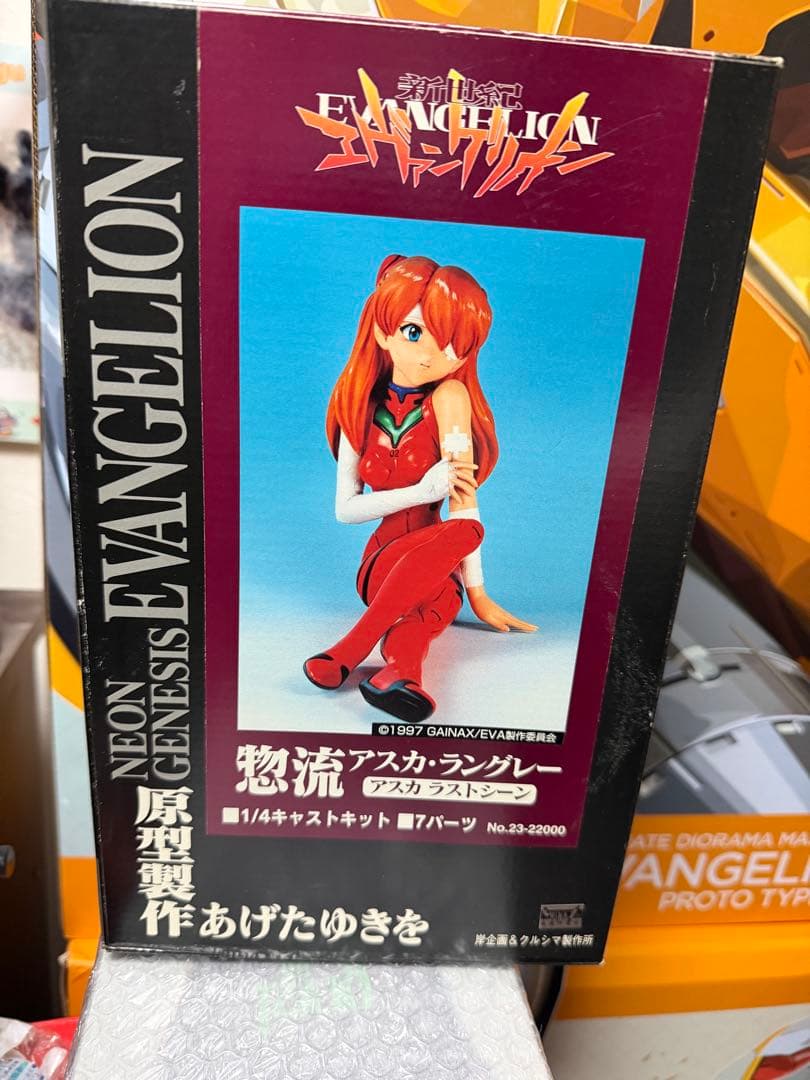 新世紀
EVANGELION
エヴァンゲリオン
NEON
GENESIS EVANGELION
02
©1997 GAINAX/EVA製作委員会
惣流アスカ・ラングレー
アスカ ラストシーン
■1/4キャストキット ■7パーツ No.23-22000
原型製作 あげたゆきを
岸企画&クルシマ製作所
ATE DIORAMA MA
VANGELI
PROTO TYP